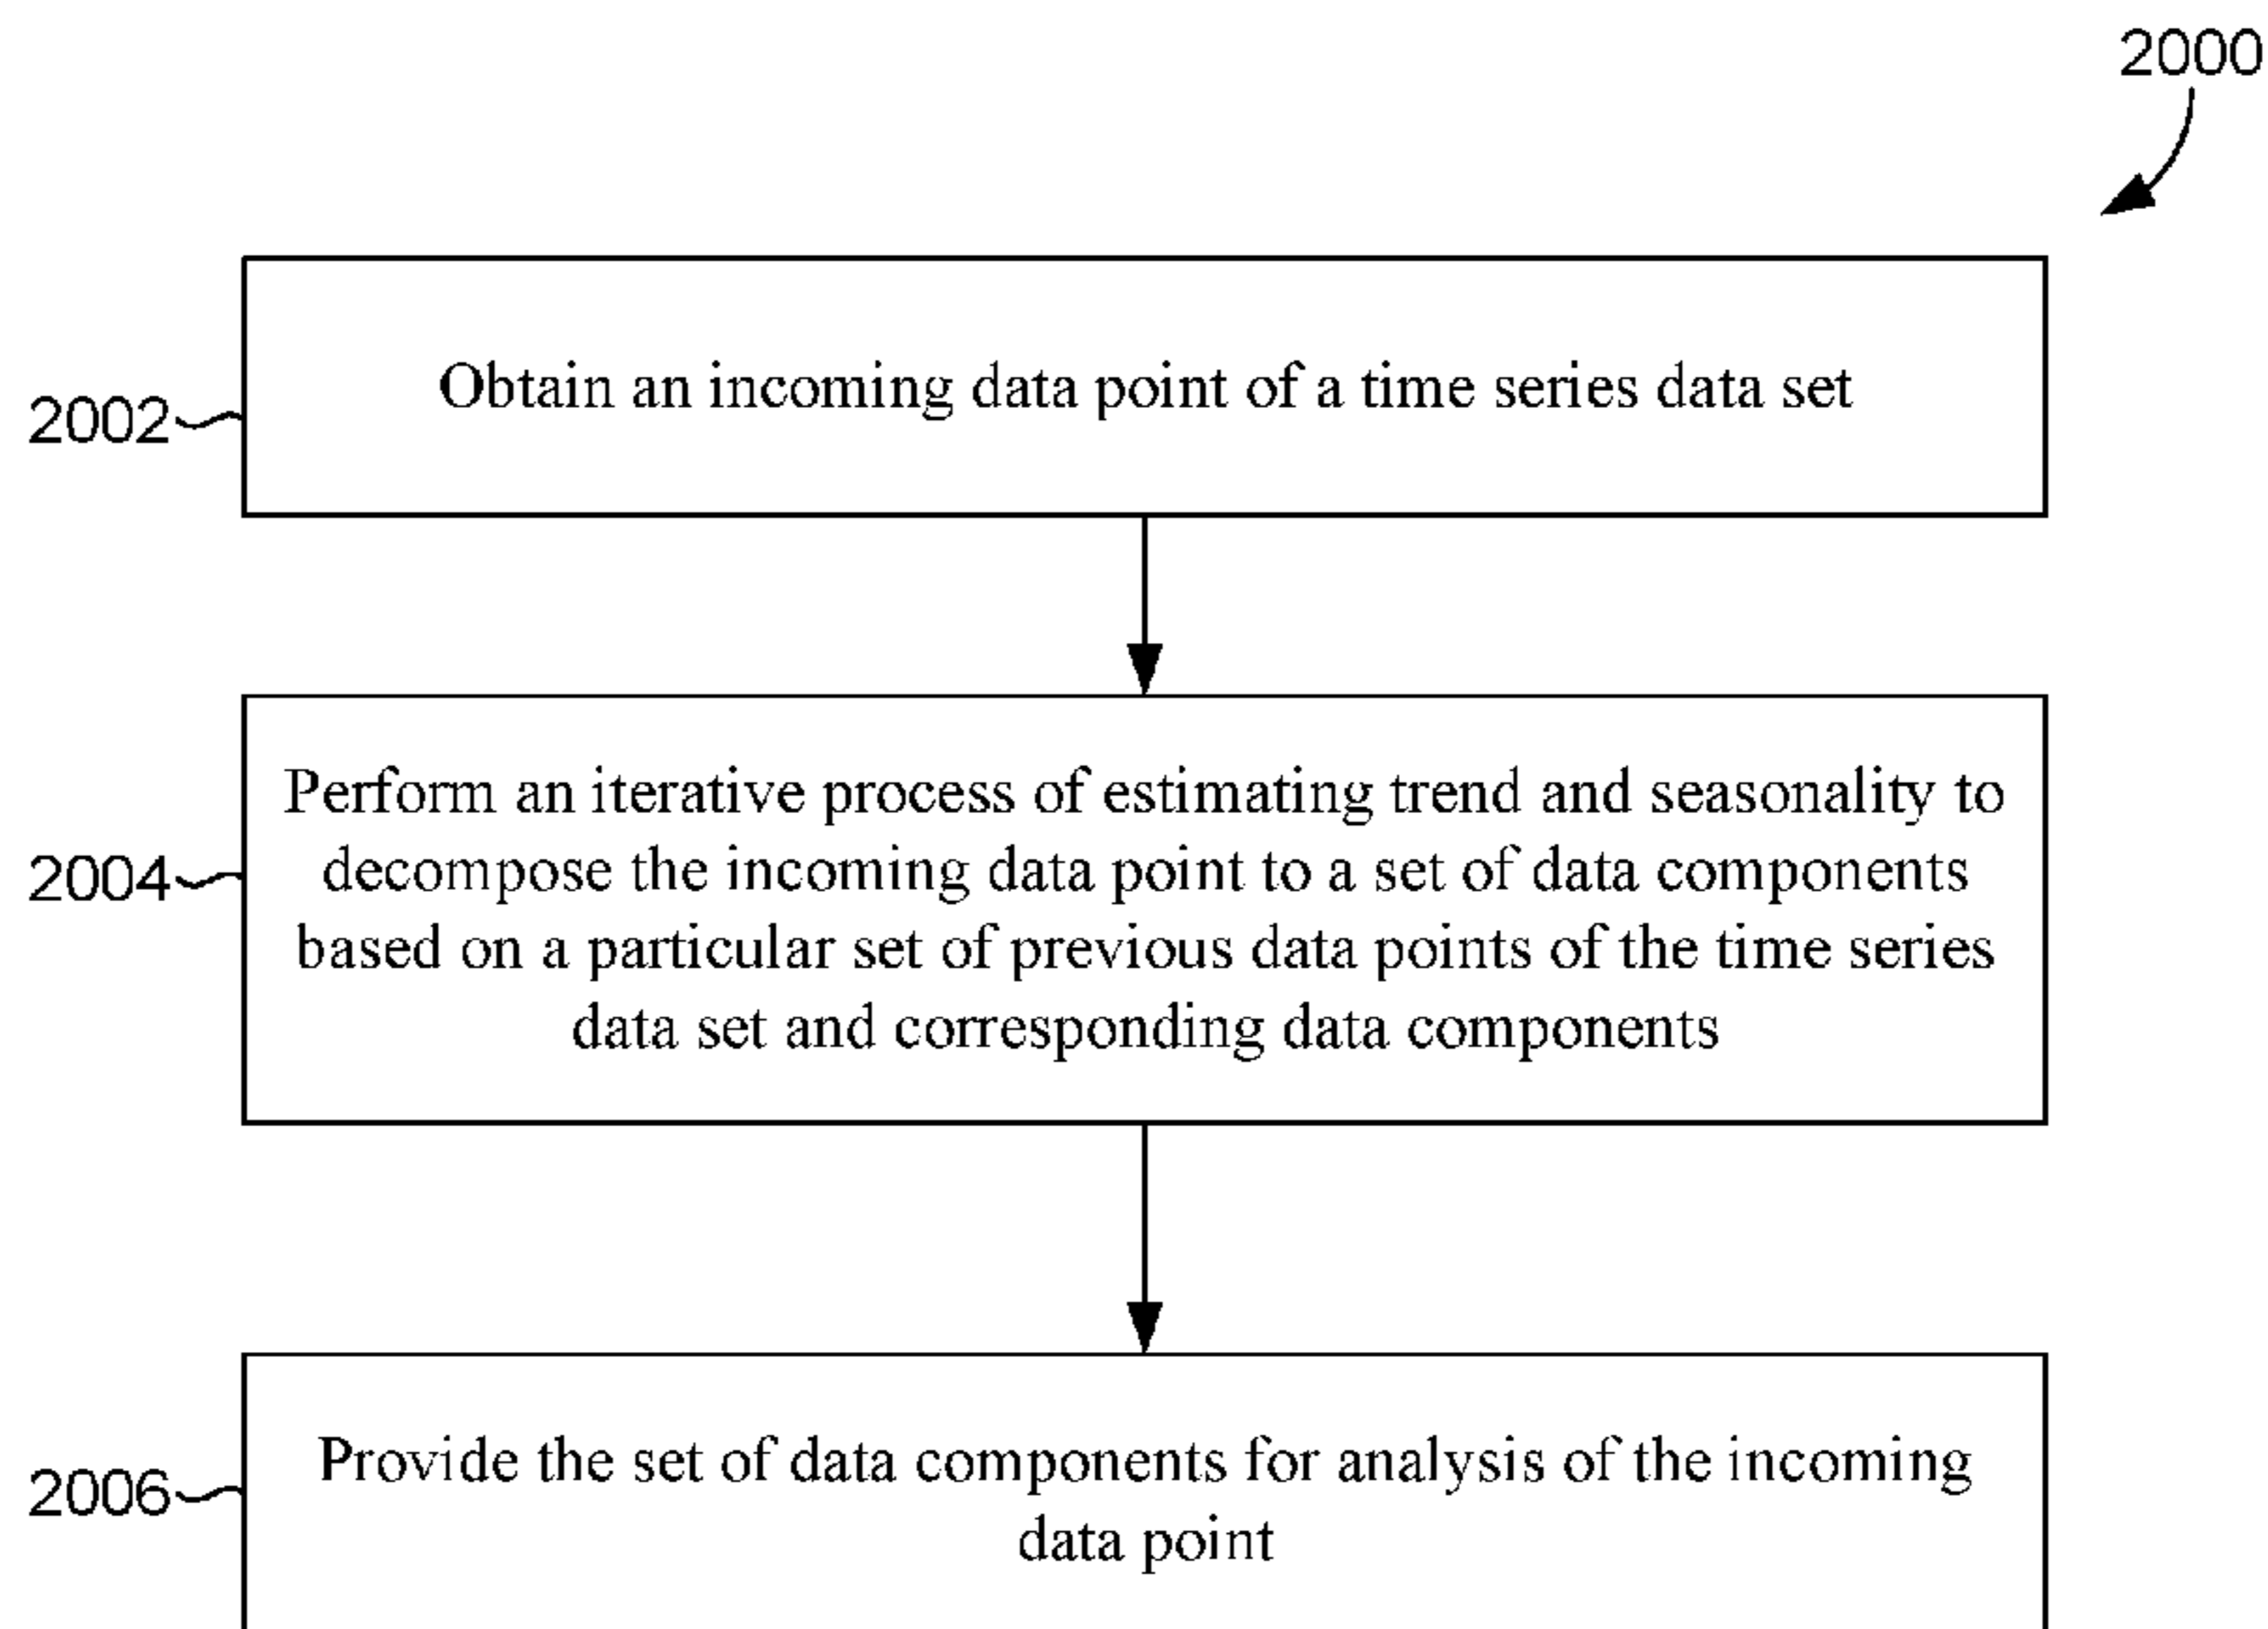 2000
2002
Obtain an incoming data point of a time series data set
2004
Perform an iterative process of estimating trend and seasonality to
decompose the incoming data point to a set of data components
based on a particular set of previous data points of the time series
data set and corresponding data components
2006
Provide the set of data components for analysis of the incoming
data point